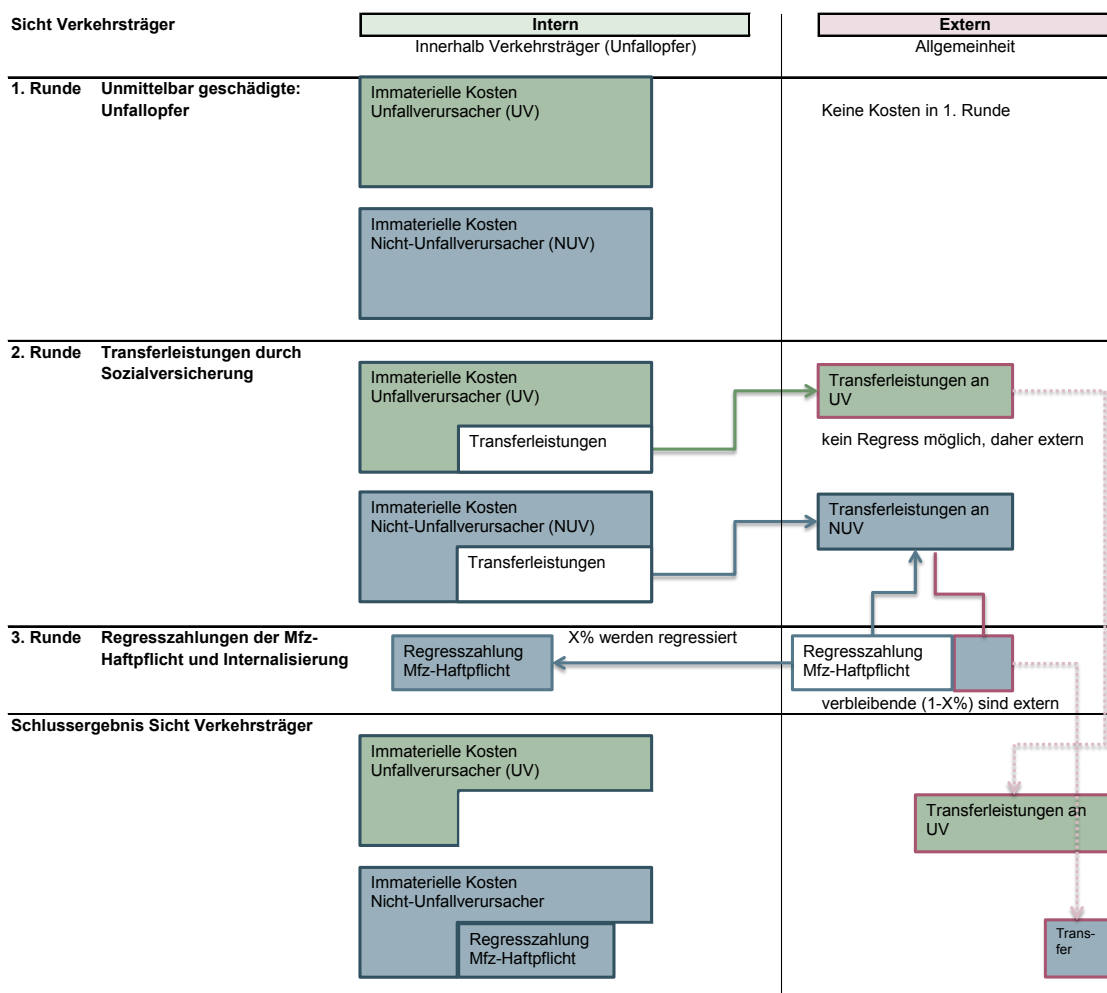 Sicht Verkehrsträger
Intern
Extern
Innerhalb Verkehrsträger (Unfallopfer)
Allgemeinheit
1. Runde Unmittelbar geschädigte:
Unfallopfer
Immaterielle Kosten
Unfallverursacher (UV)
Keine Kosten in 1. Runde
Immaterielle Kosten
Nicht-Unfallverursacher (NUV)
2. Runde Transferleistungen durch
Sozialversicherung
Immaterielle Kosten
Unfallverursacher (UV)
Transferleistungen
Transferleistungen an
UV
kein Regress möglich, daher extern
Immaterielle Kosten
Nicht-Unfallverursacher (NUV)
Transferleistungen
Transferleistungen an
NUV
3. Runde Regresszahlungen der Mfz-
Haftpflicht und Internalisierung
Regresszahlung
Mfz-Haftpflicht
X% werden regressiert
Regresszahlung
Mfz-Haftpflicht
verbleibende (1-X%) sind extern
Schlussergebnis Sicht Verkehrsträger
Immaterielle Kosten
Unfallverursacher (UV)
Transferleistungen an
UV
Immaterielle Kosten
Nicht-Unfallverursacher
Regresszahlung
Mfz-Haftpflicht
Trans-
fer